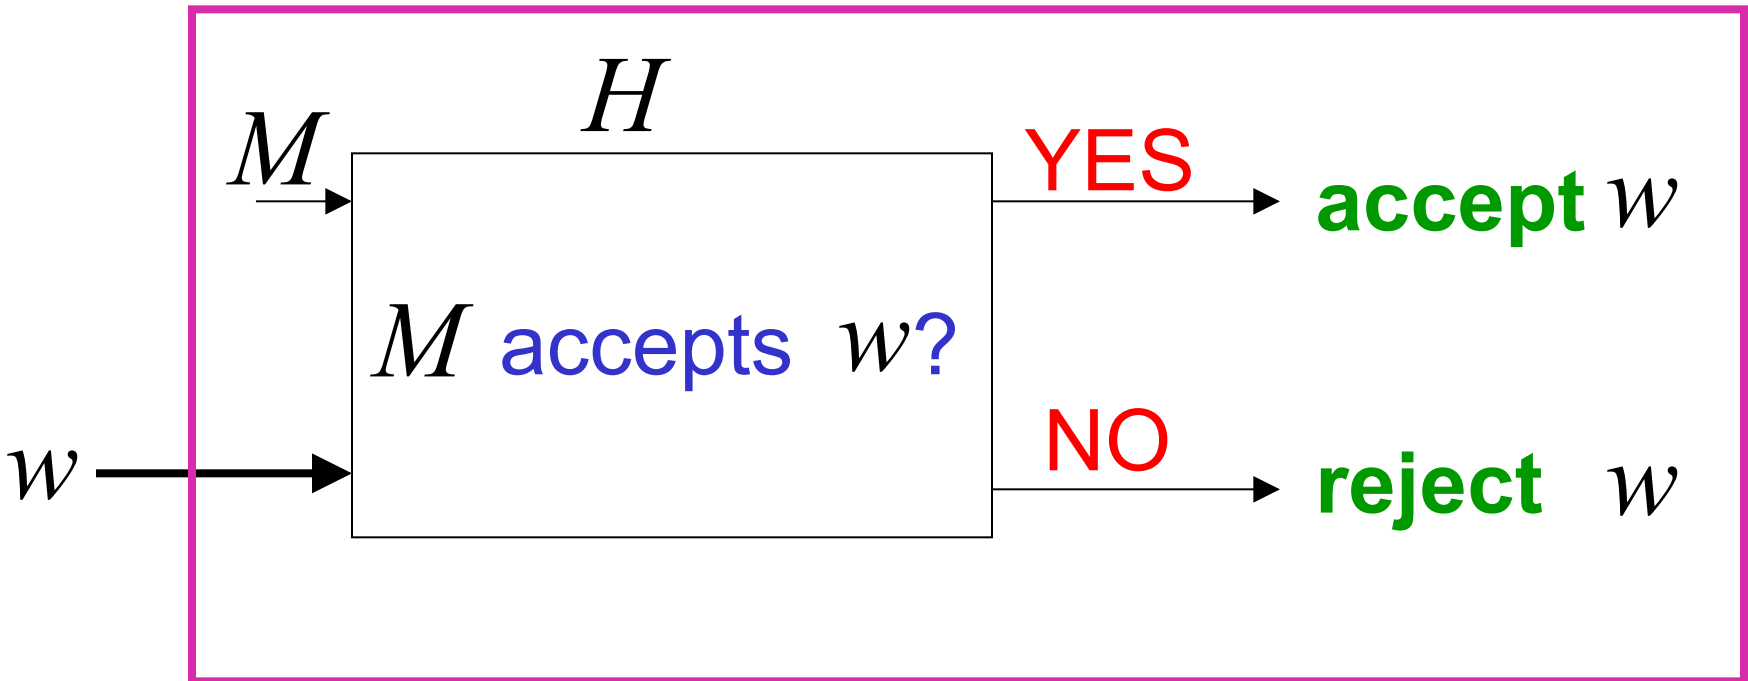 H
M
YES
accept w
M accepts w?
NO
w
reject w